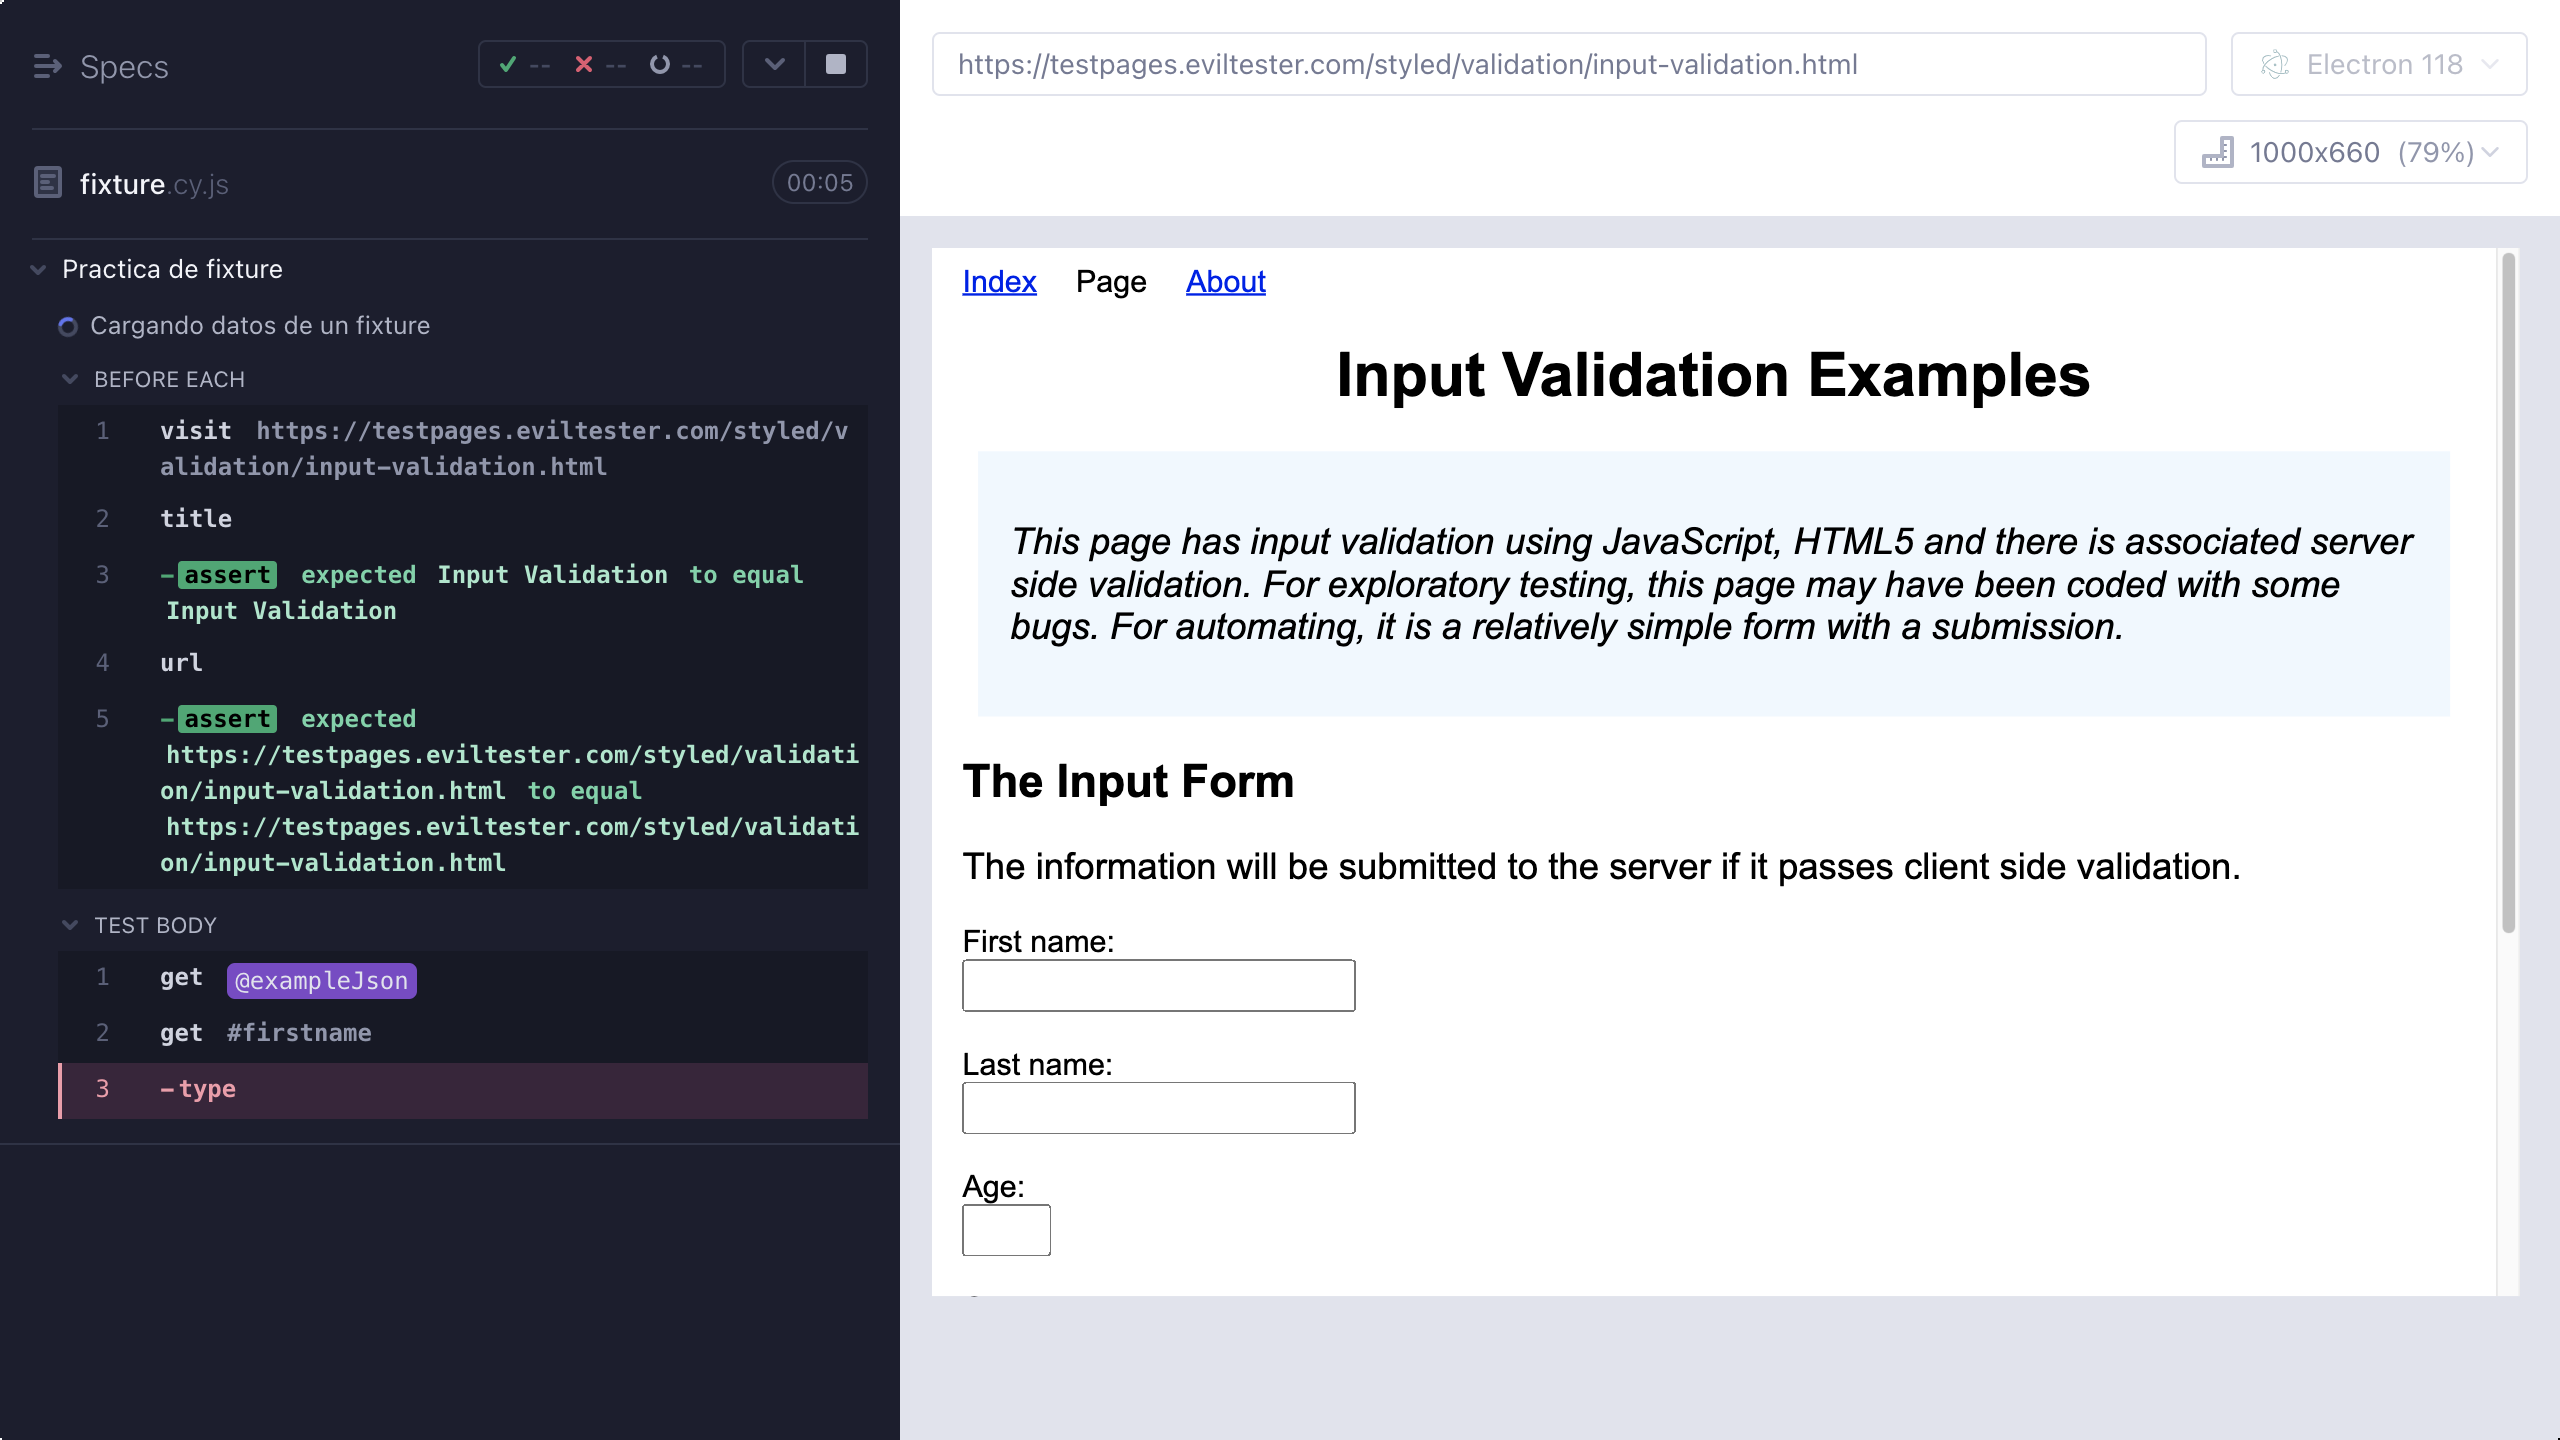 Specs
-- -- --
fixture.cy.js 00:05
Practica de fixture
Cargando datos de un fixture
BEFORE EACH
1 visit https://testpages.eviltester.com/styled/v
alidation/input-validation.html
2 title
3 -assert expected Input Validation to equal
Input Validation
4 url
5 -assert expected
https://testpages.eviltester.com/styled/validati
on/input-validation.html to equal
https://testpages.eviltester.com/styled/validati
on/input-validation.html
TEST BODY
1 get @exampleJson
2 get #firstname
3 -type
https://testpages.eviltester.com/styled/validation/input-validation.html
Electron 118
1000x660 (79%)
Index Page About
Input Validation Examples
This page has input validation using JavaScript, HTML5 and there is associated server
side validation. For exploratory testing, this page may have been coded with some
bugs. For automating, it is a relatively simple form with a submission.
The Input Form
The information will be submitted to the server if it passes client side validation.
First name:
Last name:
Age: